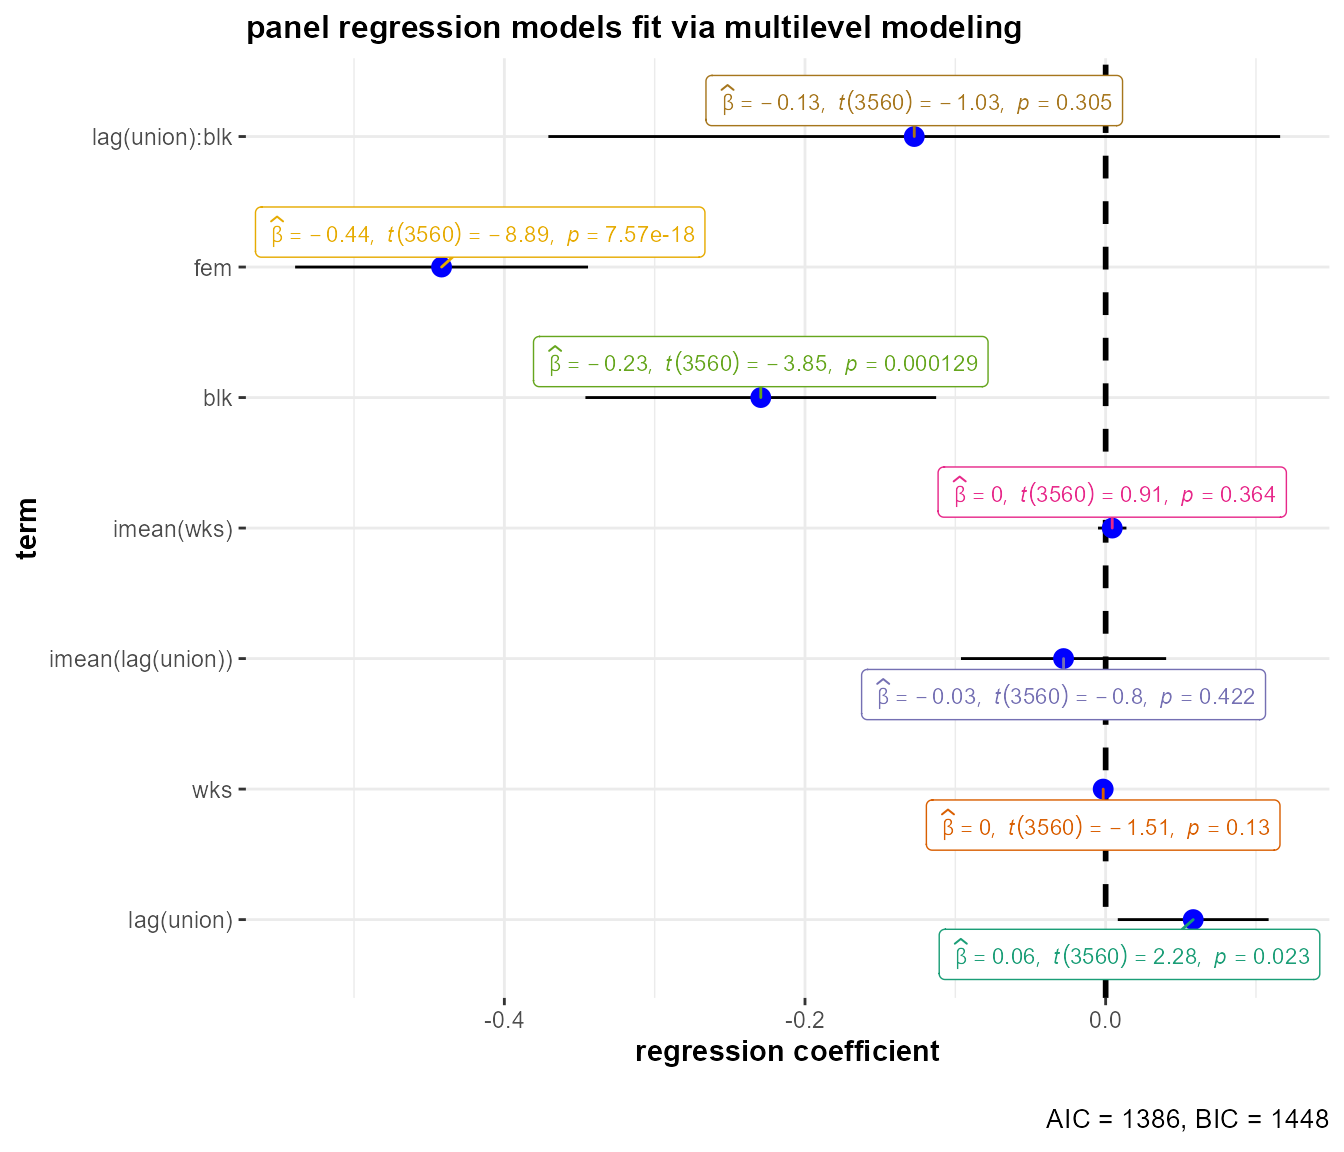 panel regression models fit via multilevel modeling
β̂ = −0.13, t(3560) = −1.03, p = 0.305
lag(union):blk
β̂ = −0.44, t(3560) = −8.89, p = 7.57e-18
fem
β̂ = −0.23, t(3560) = −3.85, p = 0.000129
blk
β̂ = 0, t(3560) = 0.91, p = 0.364
imean(wks)
term
imean(lag(union))
β̂ = −0.03, t(3560) = −0.8, p = 0.422
wks
β̂ = 0, t(3560) = −1.51, p = 0.13
lag(union)
β̂ = 0.06, t(3560) = 2.28, p = 0.023
-0.4 -0.2 0.0
regression coefficient
AIC = 1386, BIC = 1448